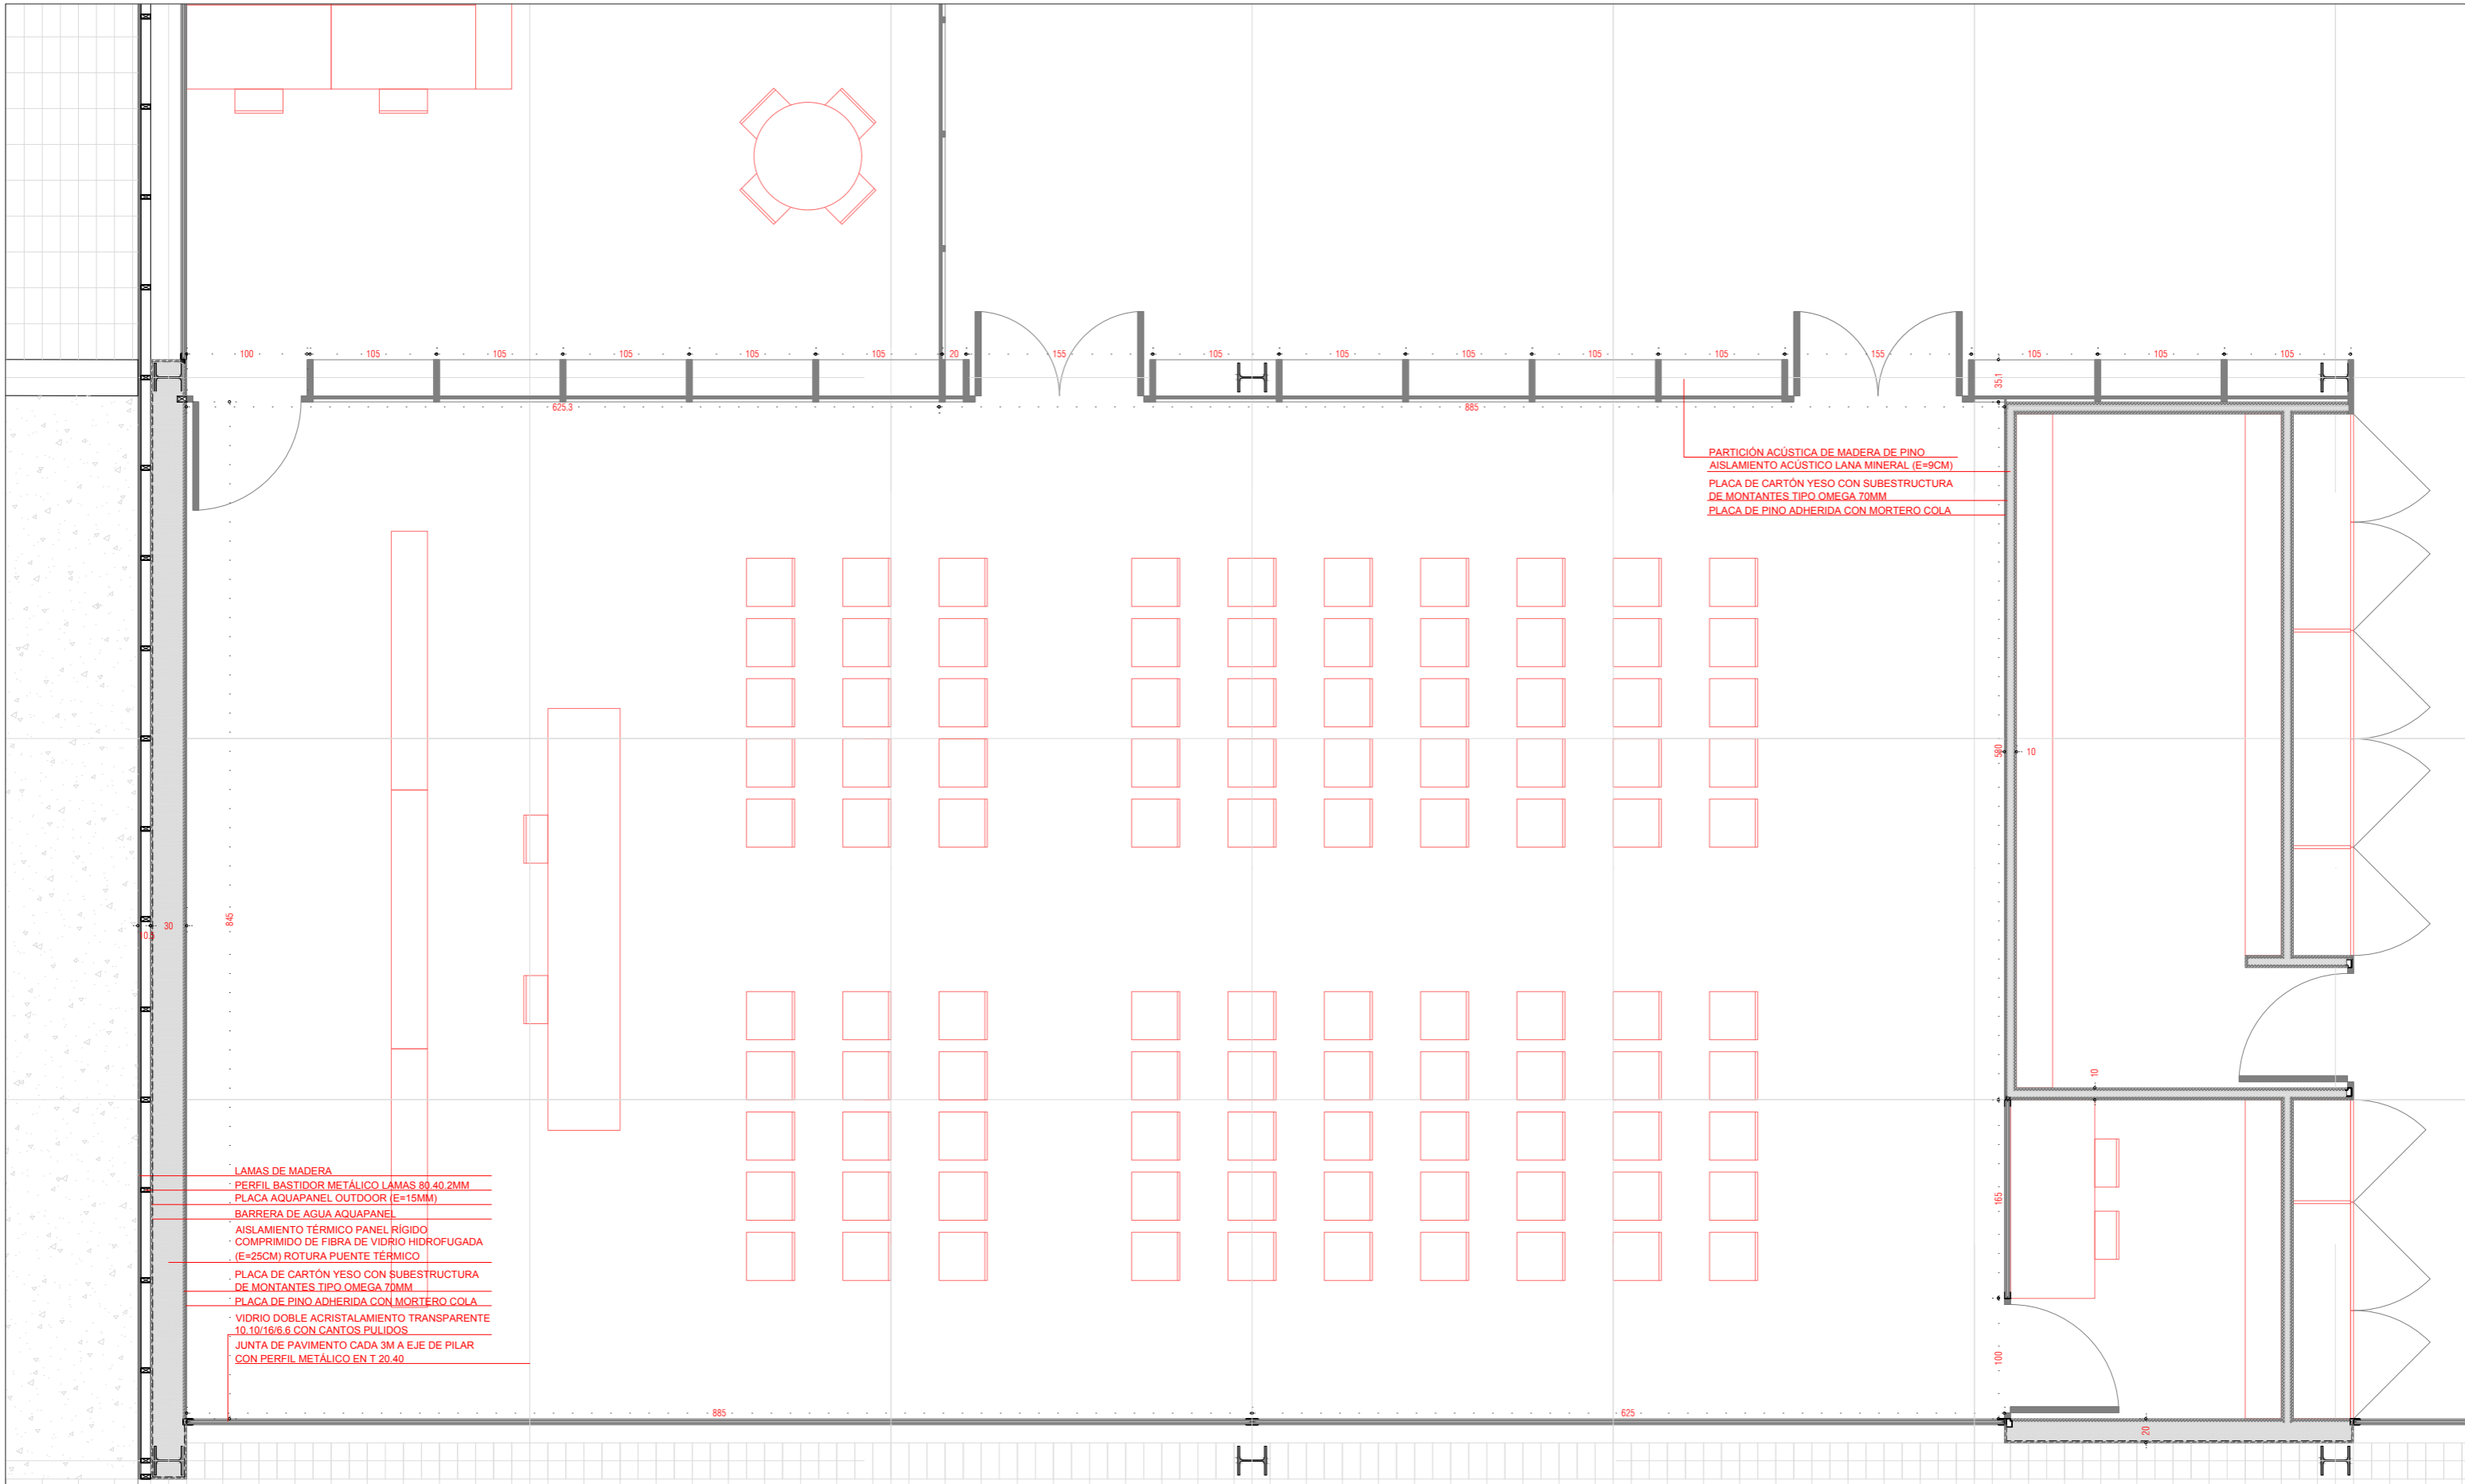 100
105
105
105
105
105
20
155
105
105
105
105
105
155
105
105
105
625.3
885
35.1
PARTICIÓN ACÚSTICA DE MADERA DE PINO
AISLAMIENTO ACÚSTICO LANA MINERAL (E=9CM)
PLACA DE CARTÓN YESO CON SUBESTRUCTURA
DE MONTANTES TIPO OMEGA 70MM
PLACA DE PINO ADHERIDA CON MORTERO COLA
580
10
30
845
10
165
LAMAS DE MADERA
PERFIL BASTIDOR METÁLICO LAMAS 80.40.2MM
PLACA AQUAPANEL OUTDOOR (E=15MM)
BARRERA DE AGUA AQUAPANEL
AISLAMIENTO TÉRMICO PANEL RÍGIDO
COMPRIMIDO DE FIBRA DE VIDRIO HIDROFUGADA
(E=25CM) ROTURA PUENTE TÉRMICO
PLACA DE CARTÓN YESO CON SUBESTRUCTURA
DE MONTANTES TIPO OMEGA 70MM
PLACA DE PINO ADHERIDA CON MORTERO COLA
VIDRIO DOBLE ACRISTALAMIENTO TRANSPARENTE
10.10/16/6.6 CON CANTOS PULIDOS
JUNTA DE PAVIMENTO CADA 3M A EJE DE PILAR
CON PERFIL METÁLICO EN T 20.40
100
885
625
20